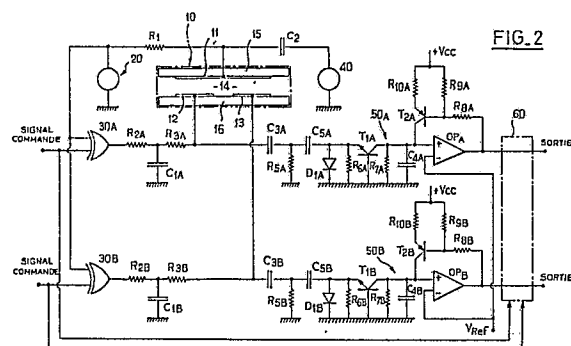 FIG_2
R1
10
11
15
C2
20
14
40
12
16
13
+Vcc
R10A
R9A
T2A
R8A
50A
60
SIGNAL
COMMANDE
30A
R2A
R3A
C1A
C3A
R5A
C5A
D1A
T1A
R6A
R7A
C4A
OPA
+
-
SORTIE
+Vcc
R10B
R9B
T2B
R8B
50B
SIGNAL
COMMANDE
30B
R2B
R3B
C1B
C3B
R5B
C5B
D1B
T1B
R6B
R7B
C4B
OPB
+
-
SORTIE
VRef